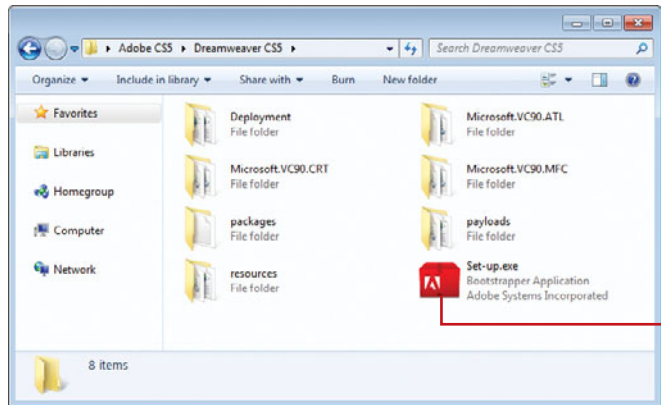 Adobe CS5 Dreamweaver CS5 Search Dreamweaver CS5
Organize Include in library Share with Burn New folder
Favorites
Libraries
Homegroup
Computer
Network
Deployment
File folder
Microsoft.VC90.ATL
File folder
Microsoft.VC90.CRT
File folder
Microsoft.VC90.MFC
File folder
packages
File folder
payloads
File folder
resources
File folder
Set-up.exe
Bootstrapper Application
Adobe Systems Incorporated
8 items